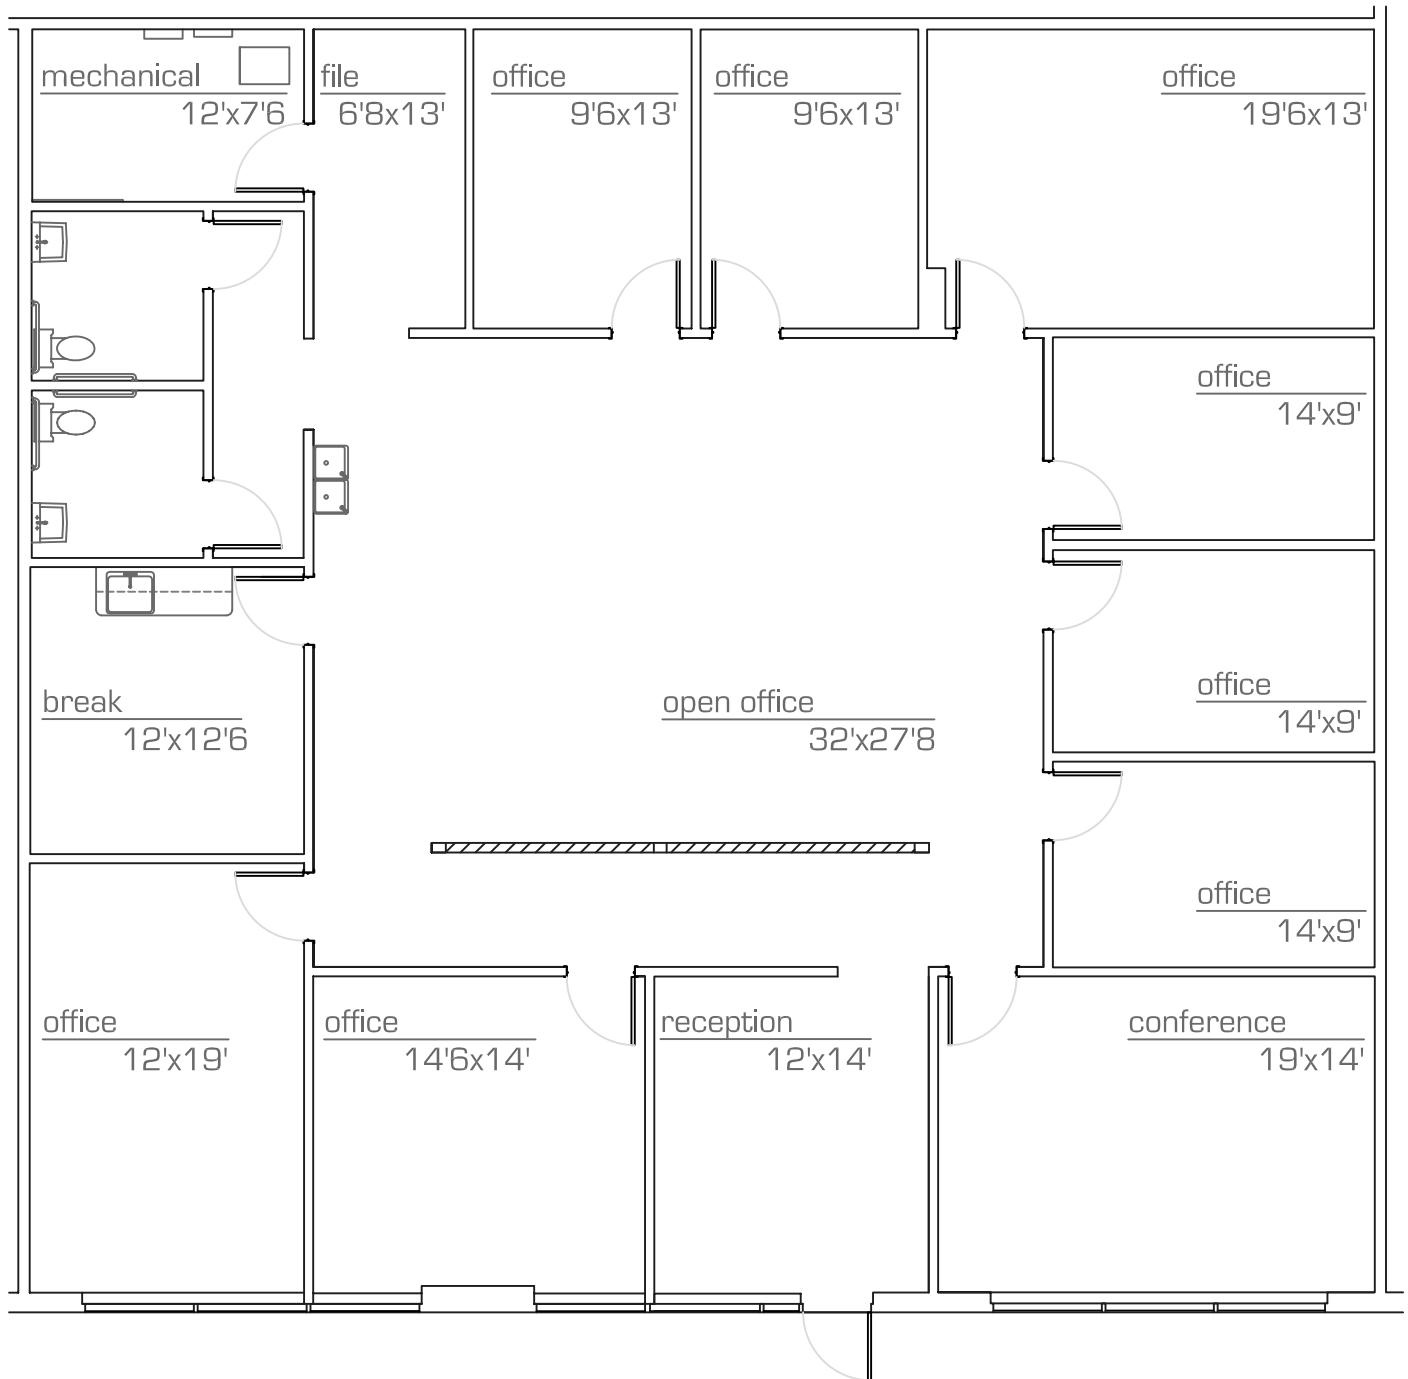 mechanical
12'x7'6
file
6'8x13'
office
9'6x13'
office
9'6x13'
office
19'6x13'
office
14'x9'
office
14'x9'
break
12'x12'6
open office
32'x27'8
office
14'x9'
office
12'x19'
office
14'6x14'
reception
12'x14'
conference
19'x14'